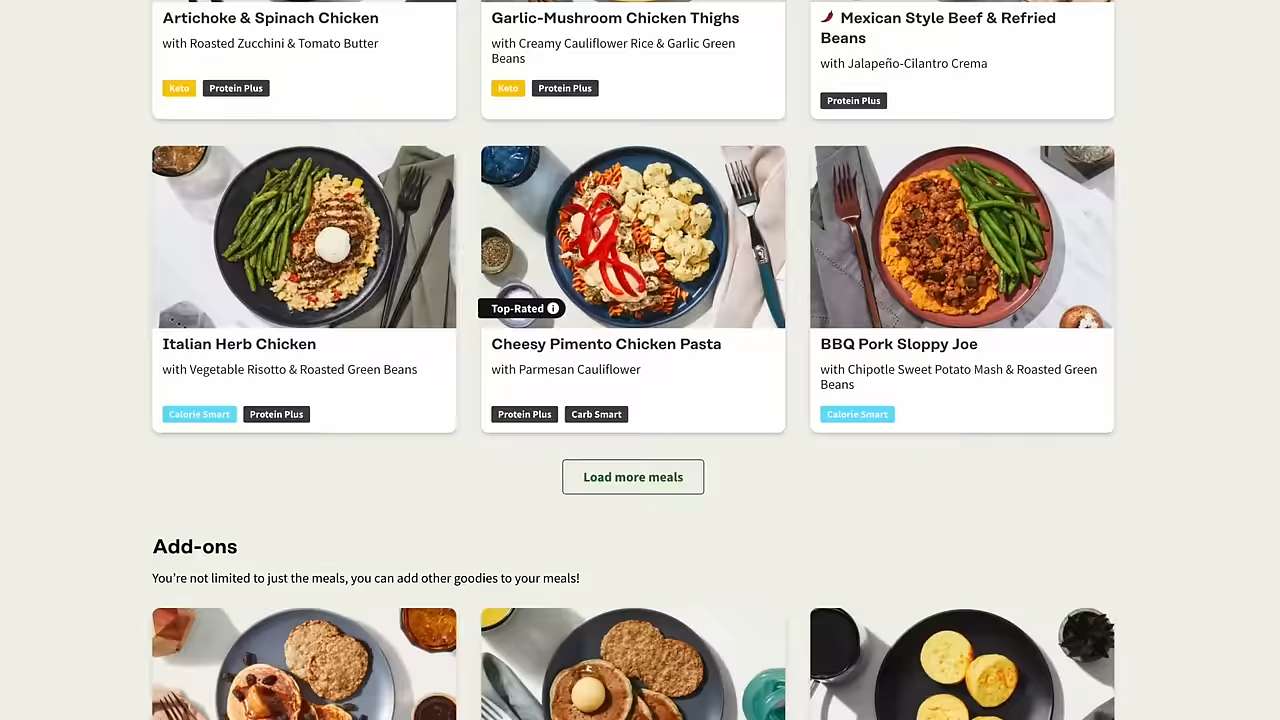 Artichoke & Spinach Chicken
with Roasted Zucchini & Tomato Butter
Keto
Protein Plus
Garlic-Mushroom Chicken Thighs
with Creamy Cauliflower Rice & Garlic Green
Beans
Keto
Protein Plus
Mexican Style Beef & Refried
Beans
with Jalapeño-Cilantro Crema
Protein Plus
Italian Herb Chicken
with Vegetable Risotto & Roasted Green Beans
Calorie Smart
Protein Plus
Top-Rated i
Cheesy Pimento Chicken Pasta
with Parmesan Cauliflower
Protein Plus
Carb Smart
BBQ Pork Sloppy Joe
with Chipotle Sweet Potato Mash & Roasted Green
Beans
Calorie Smart
Load more meals
Add-ons
You’re not limited to just the meals, you can add other goodies to your meals!